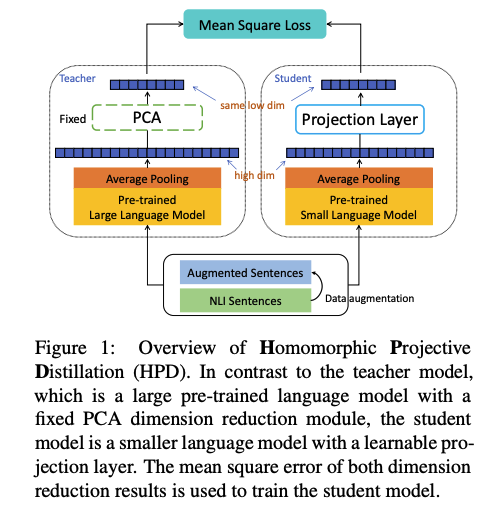 Mean Square Loss
Teacher
Student
same low dim
Fixed
PCA
Projection Layer
high dim
Average Pooling
Average Pooling
Pre-trained
Large Language Model
Pre-trained
Small Language Model
Augmented Sentences
NLI Sentences
Data augmentation
Figure 1: Overview of Homomorphic Projective
Distillation (HPD). In contrast to the teacher model,
which is a large pre-trained language model with a
fixed PCA dimension reduction module, the student
model is a smaller language model with a learnable pro-
jection layer. The mean square error of both dimension
reduction results is used to train the student model.